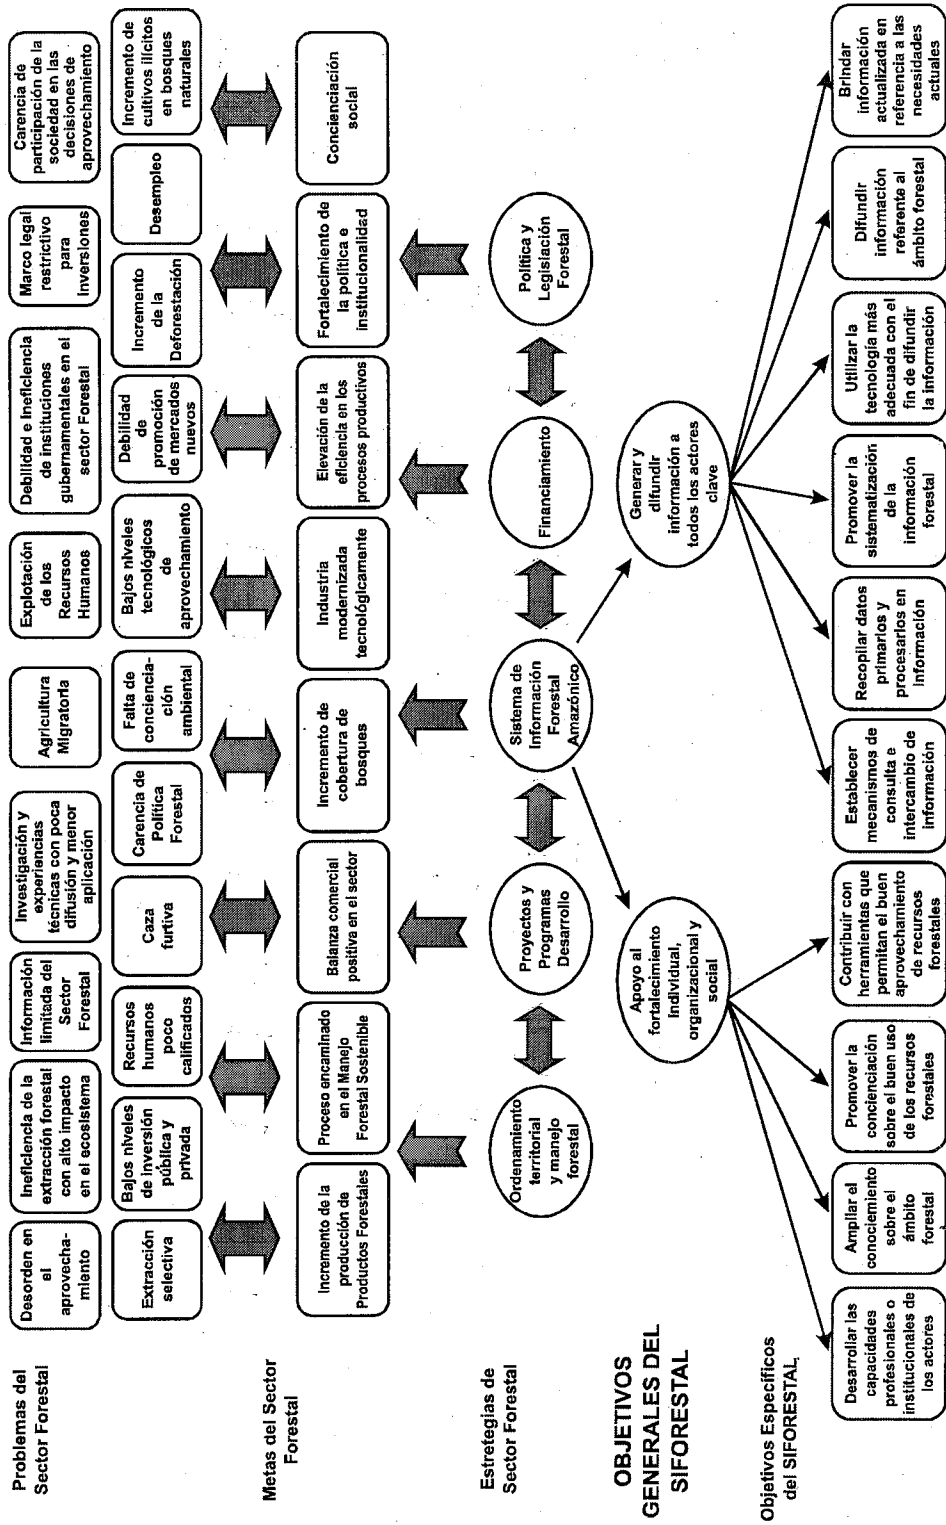 Problemas del
Sector Forestal
Desorden en
el
aprovecha-
miento
Ineficiencia de la
extracción forestal
con alto impacto
en el ecosistema
Información
limitada del
Sector
Forestal
Investigación y
experiencias
técnicas con poca
difusión y menor
aplicación
Agricultura
Migratoria
Explotación
de los
Recursos
Humanos
Debilidad e Ineficiencia
de instituciones
gubernamentales en el
sector Forestal
Marco legal
restrictivo
para
Inversiones
Carencia de
participación de la
sociedad en las
decisiones de
aprovechamiento
Extracción
selectiva
Bajos niveles
de inversión
pública y
privada
Recursos
humanos
poco
calificados
Caza
furtiva
Carencia de
Política
Forestal
Falta de
conciencia-
ción
ambiental
Bajos niveles
tecnológicos
de
aprovechamiento
Debilidad
de
promoción
de mercados
nuevos
Incremento
de la
Deforestación
Desempleo
Incremento de
cultivos ilícitos
en bosques
naturales
Metas del Sector
Forestal
Incremento de la
producción de
Productos Forestales
Proceso encaminado
en el Manejo
Forestal Sostenible
Balanza comercial
positiva en el sector
Incremento de
cobertura de
bosques
Industria
modernizada
tecnológicamente
Elevación de la
eficiencia en los
procesos productivos
Fortalecimiento de
la política e
institucionalidad
Concienciación
social
Estretegias de
Sector Forestal
Ordenamiento
territorial
y manejo
forestal
Proyectos y
Programas
Desarrollo
Sistema de
Información
Forestal
Amazónico
Financiamiento
Política y
Legislación
Forestal
OBJETIVOS
GENERALES DEL
SIFORESTAL
Apoyo al
fortalecimiento
Individual,
organizacional y
social
Generar y
difundir
información a
todos los actores
clave
Objetivos Específicos
del SIFORESTAL,
Desarrollar las
capacidades
profesionales o
institucionales de
los actores
Ampliar el
conociemiento
sobre el
ámbito
forestal
Promover la
concienciación
sobre el buen uso
de los recursos
forestales
Contribuir con
herramientas que
permitan el buen
aprovechamiento
de recursos
forestales
Establecer
mecanismos de
consulta e
intercambio de
información
Recopilar datos
primarios y
procesarlos en
Información
Promover la
sistematización
de la
información
forestal
Utilizar la
tecnología más
adecuada con el
fin de difundir
la Información
Difundir
información
referente al
ámbito forestal
Brindar
información
actualizada en
referencia a las
necesidades
actuales